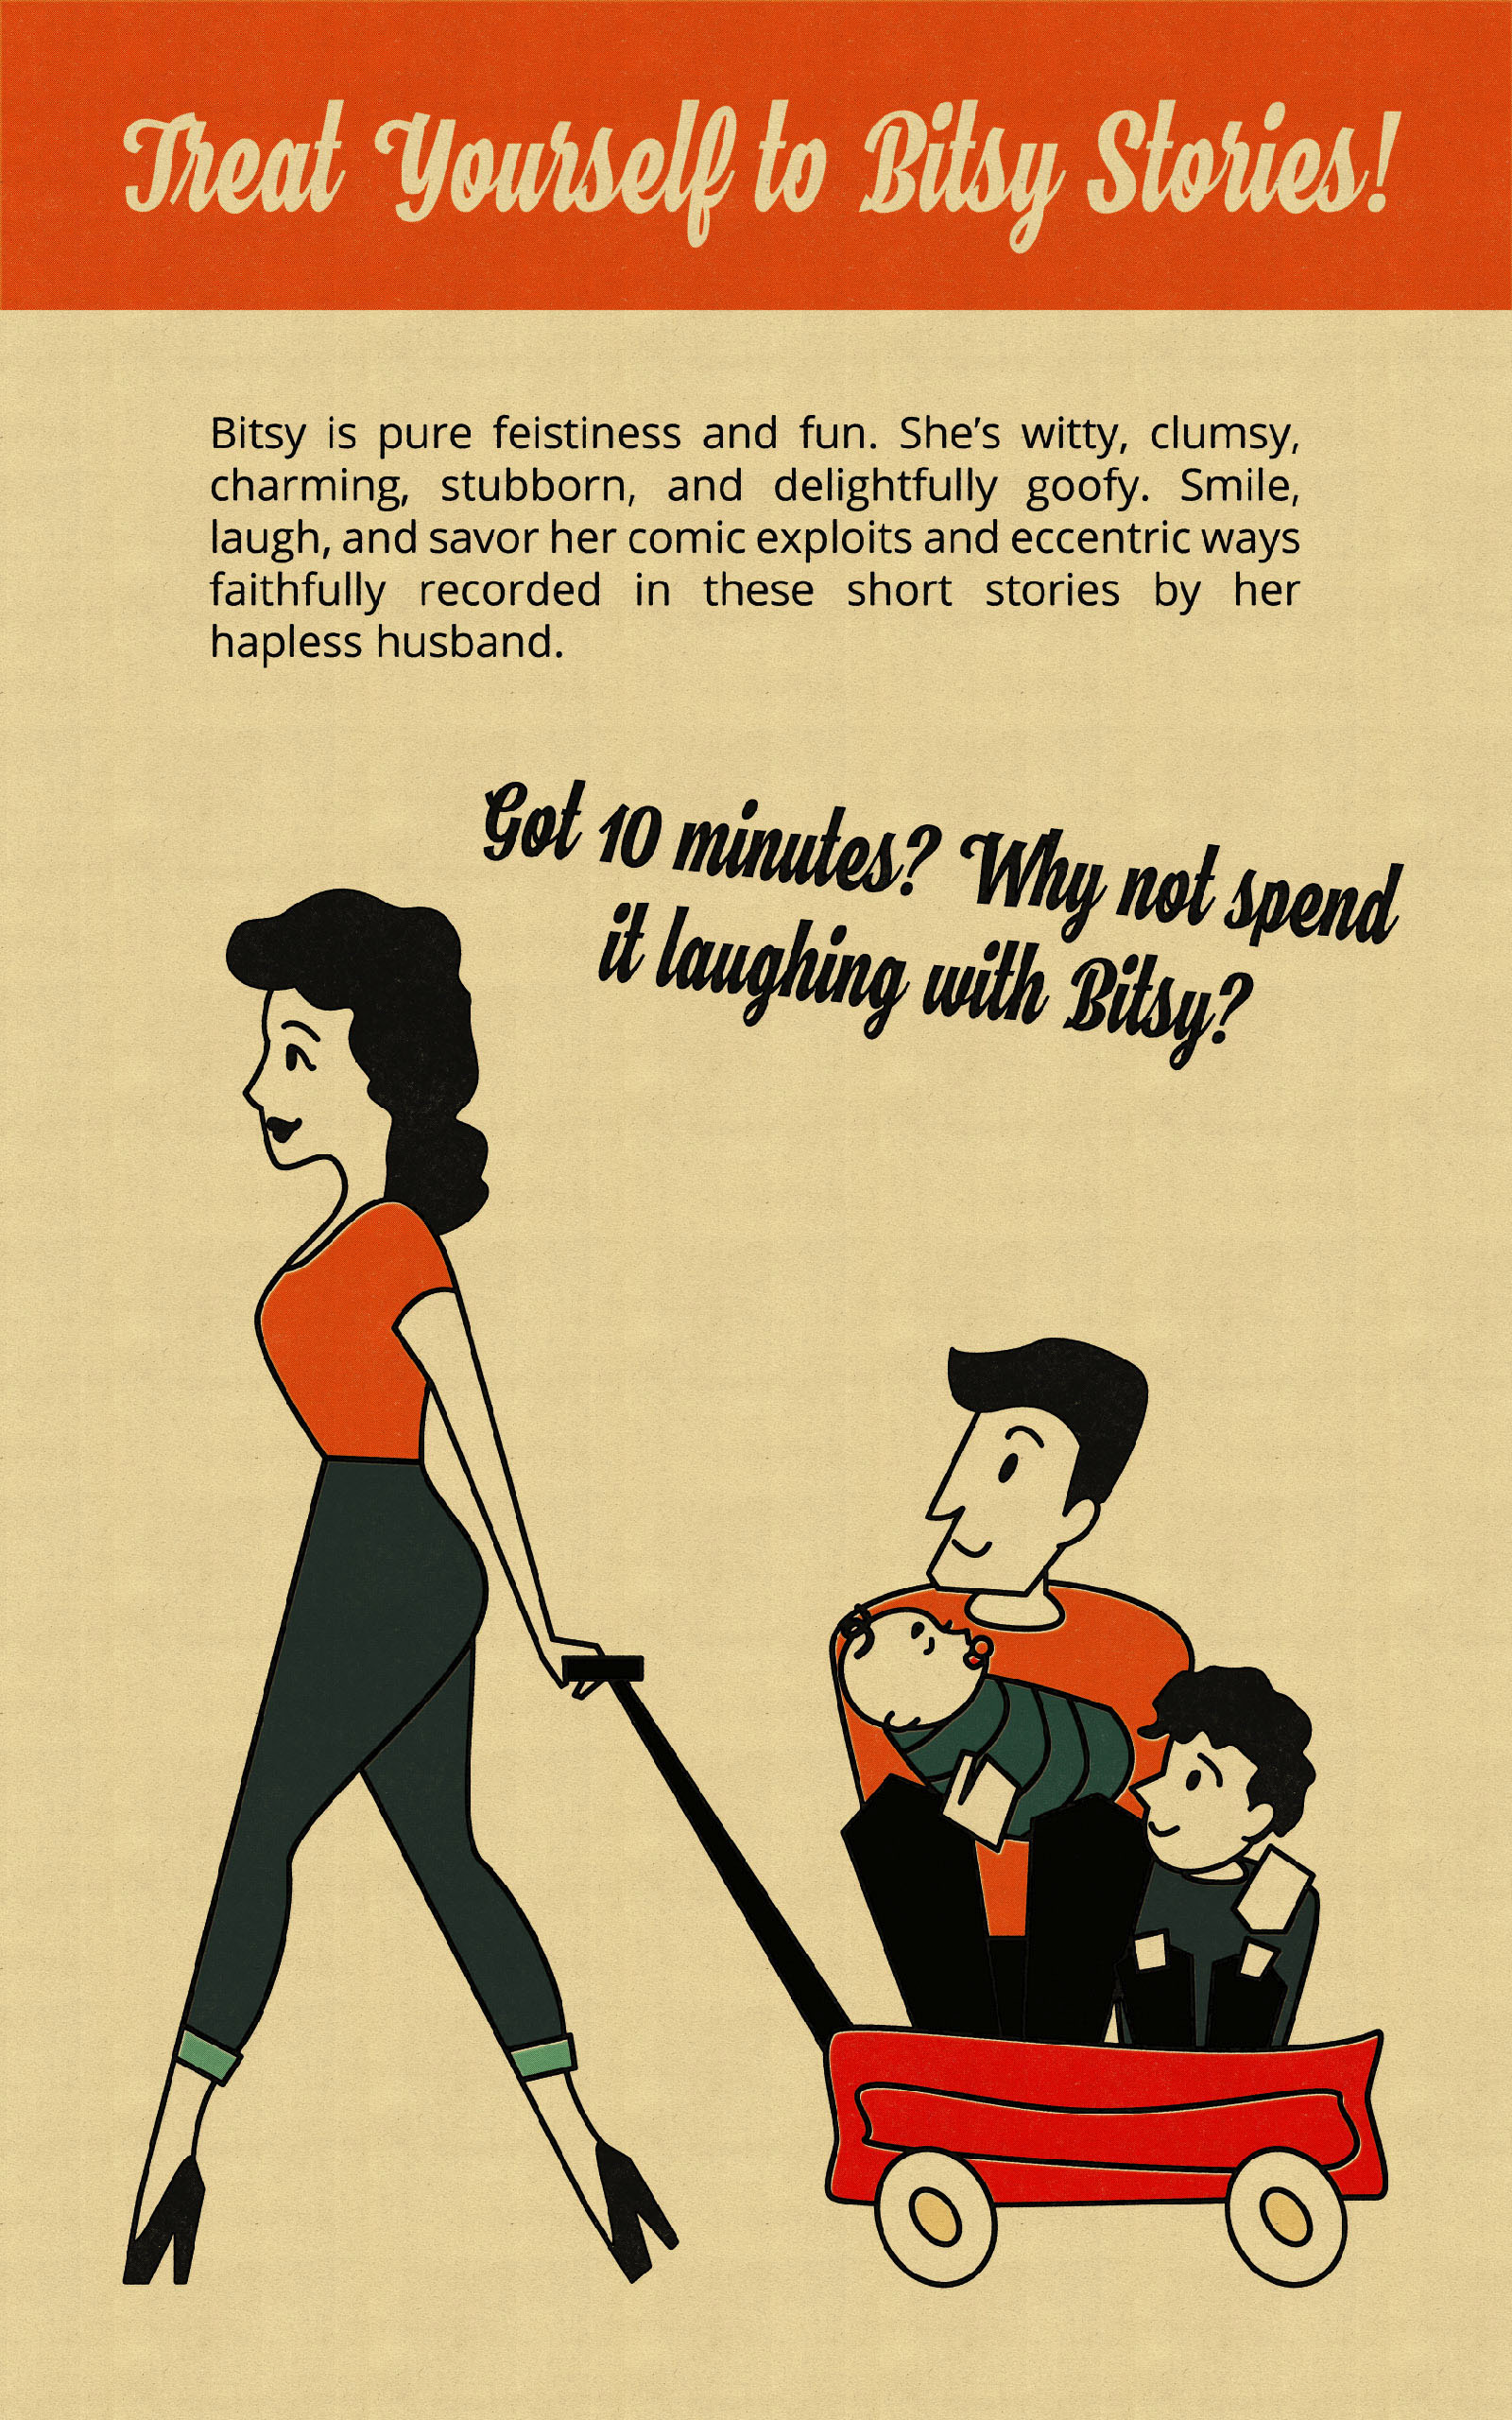 Treat Yourself to Bitsy Stories!
Bitsy is pure feistiness and fun. She’s witty, clumsy,
charming, stubborn, and delightfully goofy. Smile,
laugh, and savor her comic exploits and eccentric ways
faithfully recorded in these short stories by her
hapless husband.
Got 10 minutes? Why not spend
it laughing with Bitsy?